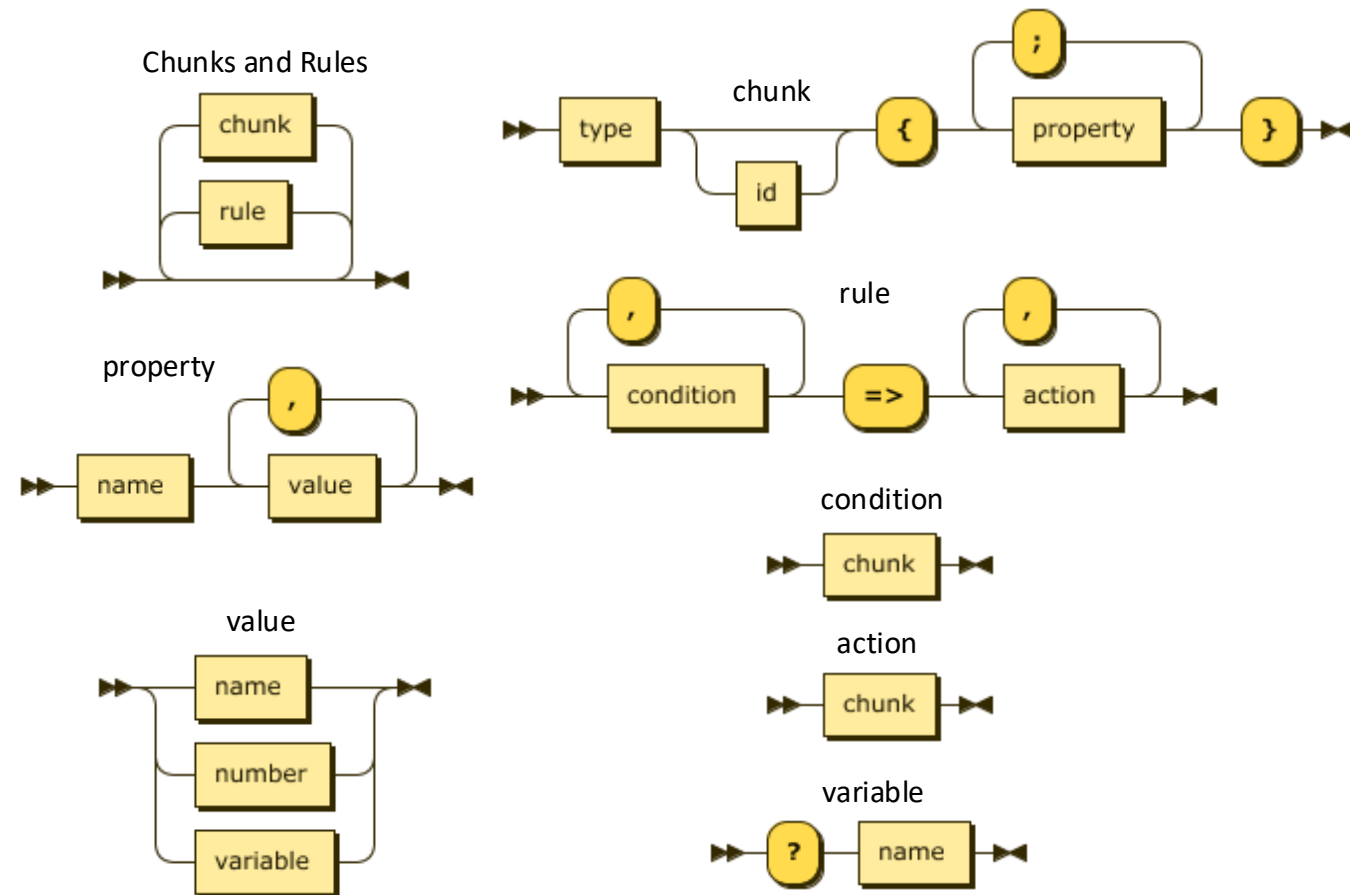 Chunks and Rules
chunk
rule
chunk
type
id
{
;
property
}
rule
,
condition
=>
,
action
property
name
,
value
condition
chunk
action
chunk
value
name
number
variable
variable
?
name